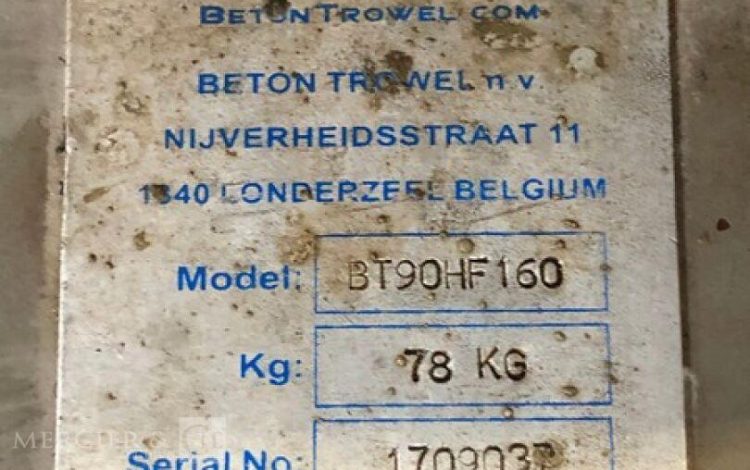 BETONTROWEL.COM
BETON TROWEL n.v.
NIJVERHEIDSSTRAAT 11
1840 LONDERZEEL BELGIUM
Model: BT90HF160
Kg: 78 KG
Serial No: